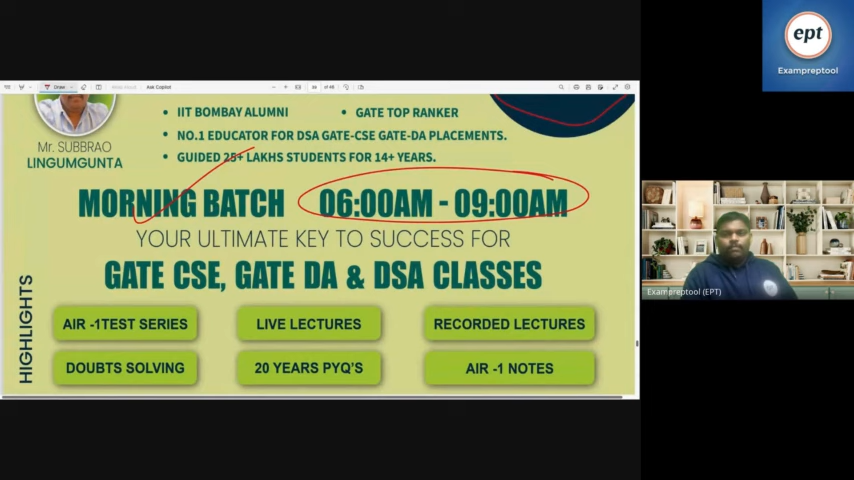 ept
Exampreptool
Draw
Ask Copilot
of 48
Mr. SUBBRAO
LINGUMGUNTA
• IIT BOMBAY ALUMNI
• GATE TOP RANKER
• NO.1 EDUCATOR FOR DSA GATE-CSE GATE-DA PLACEMENTS.
• GUIDED 25+ LAKHS STUDENTS FOR 14+ YEARS.
MORNING BATCH 06:00AM - 09:00AM
YOUR ULTIMATE KEY TO SUCCESS FOR
GATE CSE, GATE DA & DSA CLASSES
HIGHLIGHTS
AIR -1TEST SERIES
LIVE LECTURES
RECORDED LECTURES
DOUBTS SOLVING
20 YEARS PYQ'S
AIR -1 NOTES
Exampreptool (EPT)